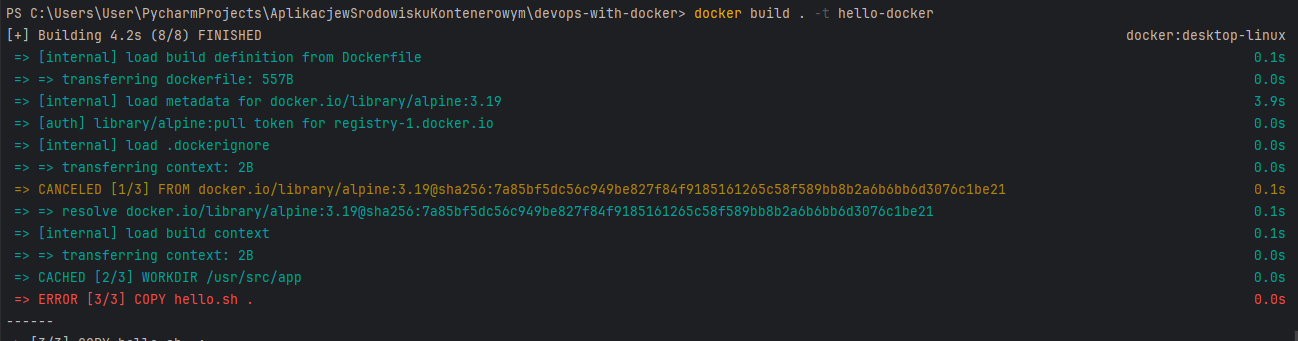 PS C:\Users\User\PycharmProjects\AplikacjewSrodowiskuKontenerowym\devops-with-docker> docker build . -t hello-docker
[+] Building 4.2s (8/8) FINISHED docker:desktop-linux
=> [internal] load build definition from Dockerfile 0.1s
=> => transferring dockerfile: 557B 0.0s
=> [internal] load metadata for docker.io/library/alpine:3.19 3.9s
=> [auth] library/alpine:pull token for registry-1.docker.io 0.0s
=> [internal] load .dockerignore 0.0s
=> => transferring context: 2B 0.0s
=> CANCELED [1/3] FROM docker.io/library/alpine:3.19@sha256:7a85bf5dc56c949be827f84f9185161265c58f589bb8b2a6b6bb6d3076c1be21 0.1s
=> => resolve docker.io/library/alpine:3.19@sha256:7a85bf5dc56c949be827f84f9185161265c58f589bb8b2a6b6bb6d3076c1be21 0.1s
=> [internal] load build context 0.1s
=> => transferring context: 2B 0.0s
=> CACHED [2/3] WORKDIR /usr/src/app 0.0s
=> ERROR [3/3] COPY hello.sh . 0.0s
------
> [3/3] COPY hello.sh .: